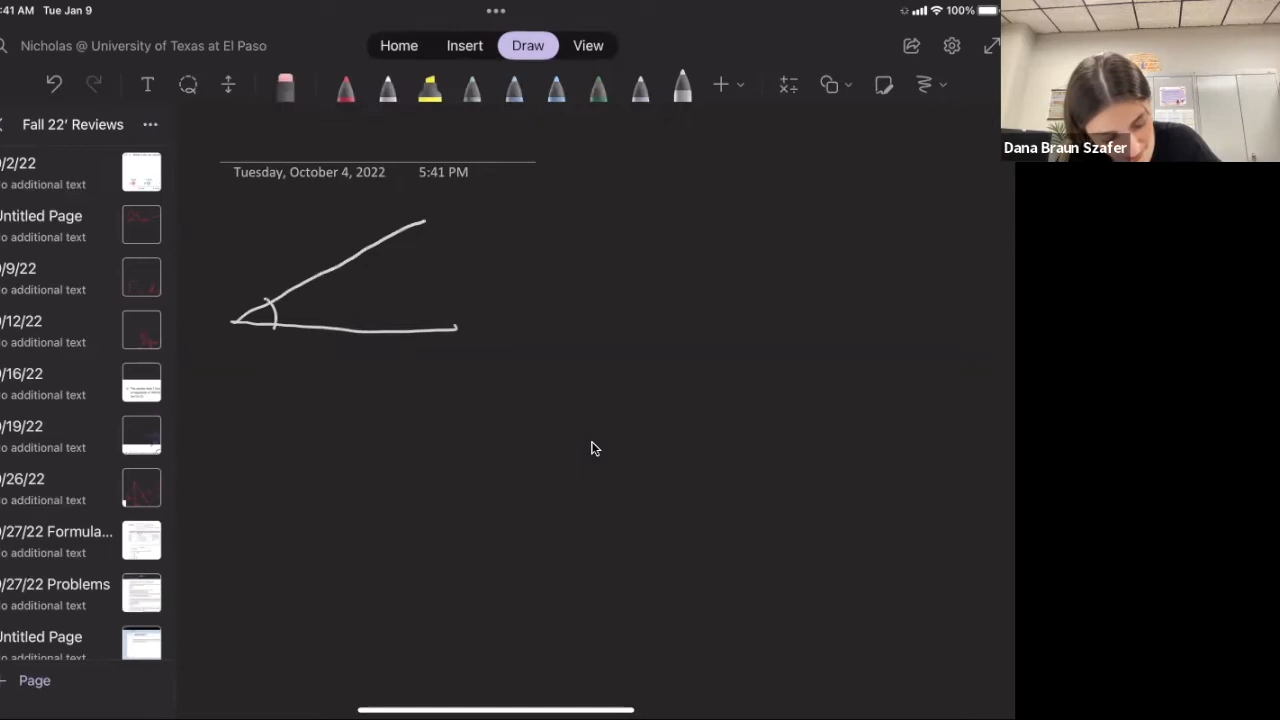 :41 AM Tue Jan 9
100%
Nicholas @ University of Texas at El Paso
Home Insert Draw View
Fall 22' Reviews
Tuesday, October 4, 2022 5:41 PM
Dana Braun Szafer
/2/22
o additional text
Untitled Page
o additional text
/9/22
o additional text
/12/22
o additional text
/16/22
o additional text
/19/22
o additional text
/26/22
o additional text
/27/22 Formula...
o additional text
/27/22 Problems
o additional text
Untitled Page
o additional text
Page